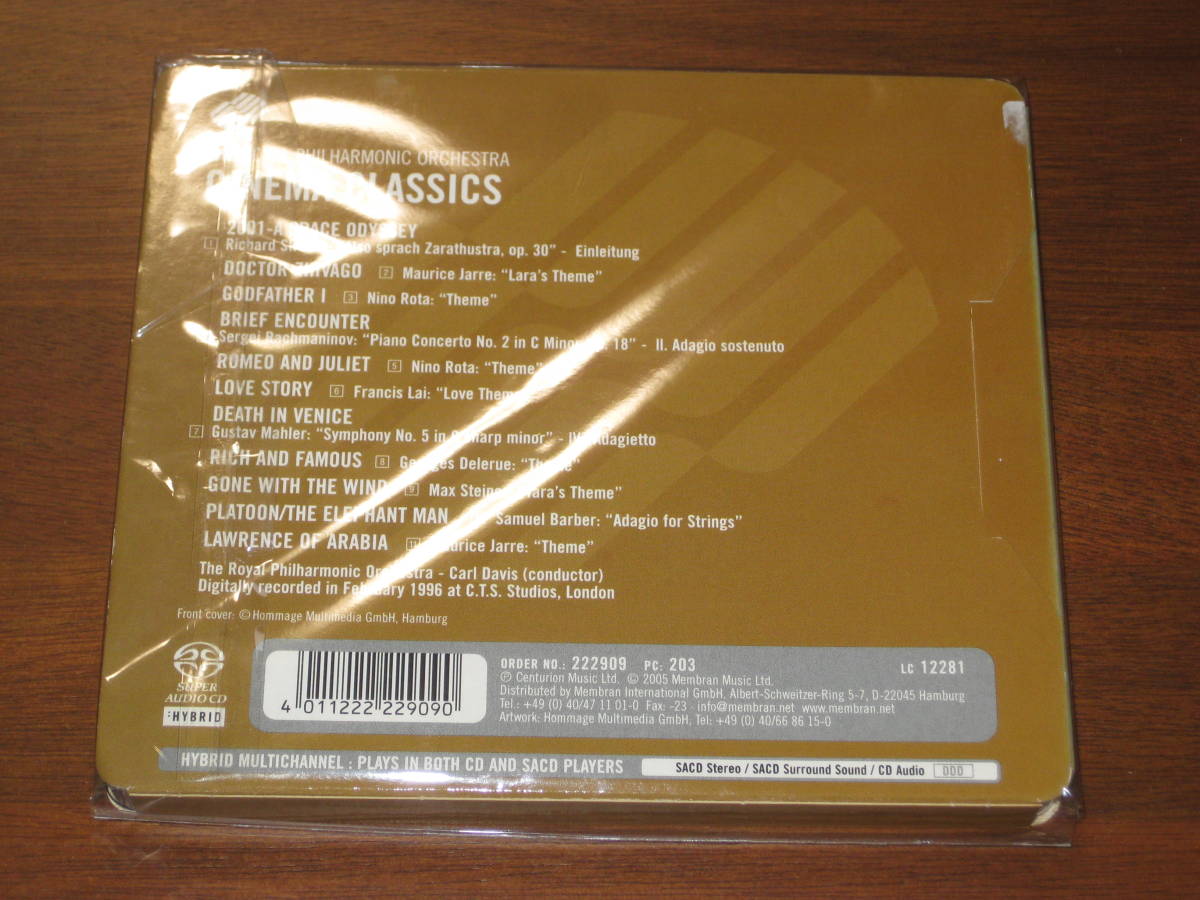 PHILHARMONIC ORCHESTRA
CINEMA CLASSICS
2001-A SPACE ODYSSEY
1 Richard sprach Zarathustra, op. 30” - Einleitung
DOCTOR ZHIVAGO 2 Maurice Jarre: “Lara's Theme”
GODFATHER I 3 Nino Rota: “Theme”
BRIEF ENCOUNTER
Sergei Rachmaninov: “Piano Concerto No. 2 in C Minor, op. 18” - II. Adagio sostenuto
ROMEO AND JULIET 5 Nino Rota: “Theme”
LOVE STORY 6 Francis Lai: “Love Theme
DEATH IN VENICE
7 Gustav Mahler: “Symphony No. 5 in C sharp minor” - IV. Adagietto
RICH AND FAMOUS 8 Georges Delerue: “Theme”
GONE WITH THE WIND 9 Max Steiner: “Tara's Theme”
PLATOON/THE ELEPHANT MAN Samuel Barber: “Adagio for Strings”
LAWRENCE OF ARABIA 11 Maurice Jarre: “Theme”
The Royal Philharmonic Orchestra - Carl Davis (conductor)
Digitally recorded in February 1996 at C.T.S. Studios, London
Front cover: © Hommage Multimedia GmbH, Hamburg
SUPER
AUDIO CD
HYBRID
4 011222 229090
ORDER NO.: 222909 PC: 203
LC 12281
℗ Centurion Music Ltd. © 2005 Membran Music Ltd.
Distributed by Membran International GmbH, Albert-Schweitzer-Ring 5-7, D-22045 Hamburg
Tel.: +49 (0) 40/47 11 01-0 Fax: -23 - info@membran.net www.membran.net
Artwork: Hommage Multimedia GmbH, Tel: +49 (0) 40/66 86 15-0
HYBRID MULTICHANNEL : PLAYS IN BOTH CD AND SACD PLAYERS
SACD Stereo / SACD Surround Sound / CD Audio DDD